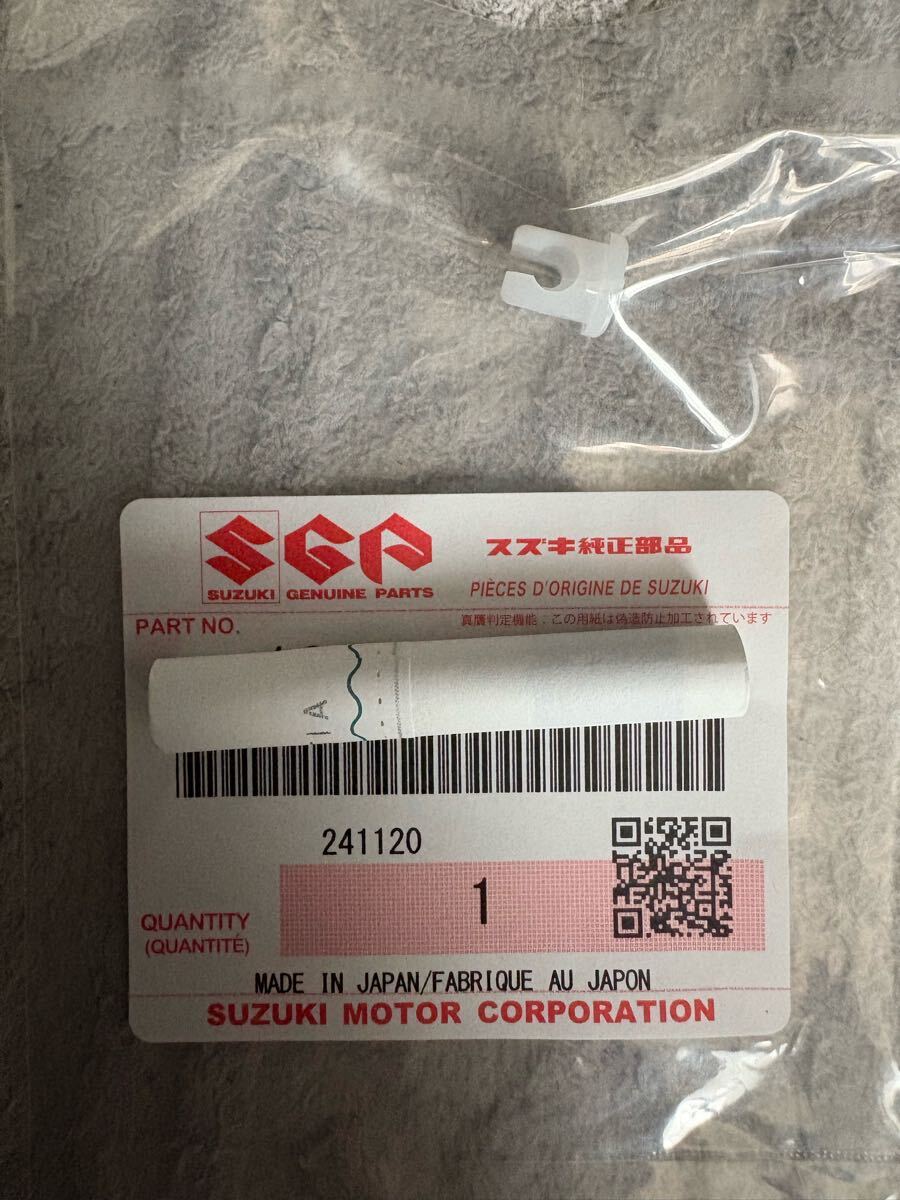 SGP
SUZUKI GENUINE PARTS
スズキ純正部品
PIÈCES D'ORIGINE DE SUZUKI
PART NO.
真贋判定機能：この用紙は偽造防止加工されています
241120
1
QUANTITY
(QUANTITÉ)
MADE IN JAPAN/FABRIQUE AU JAPON
SUZUKI MOTOR CORPORATION